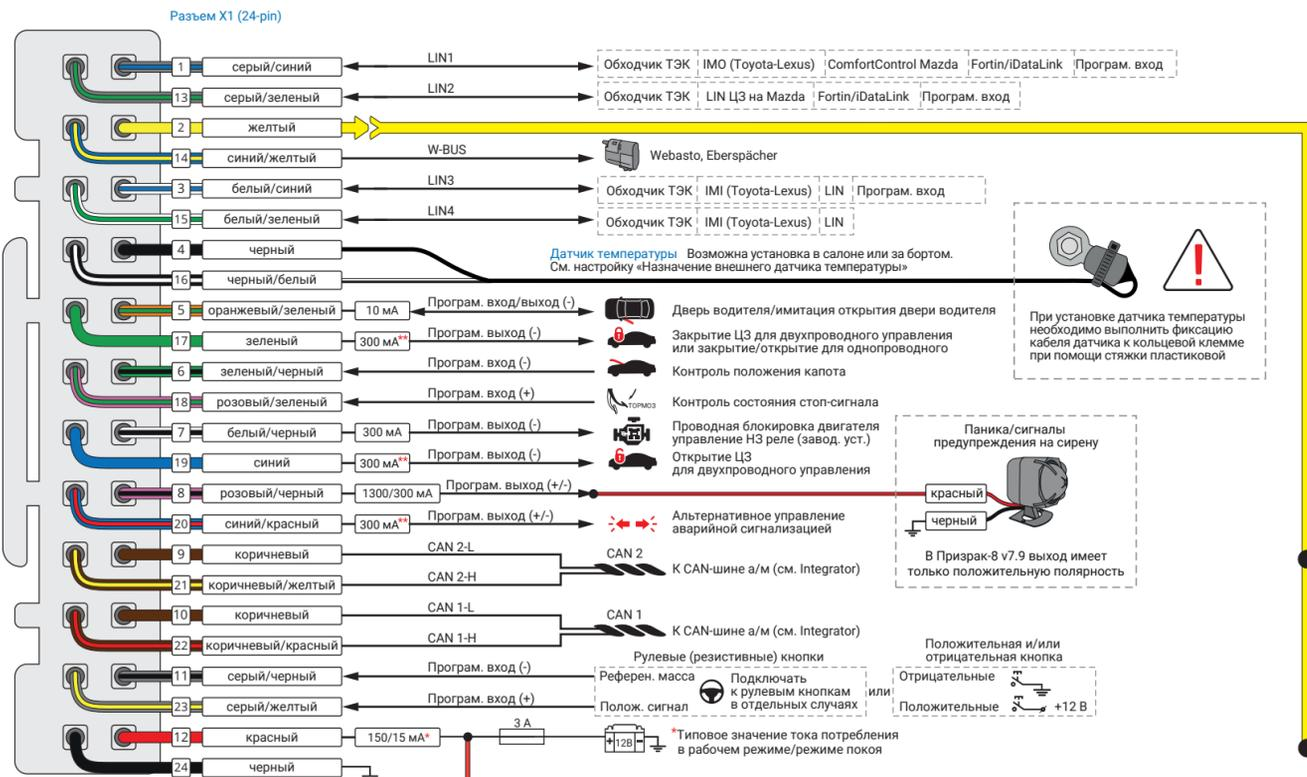 Разъем X1 (24-pin)
1 серый/синий LIN1 Обходчик ТЭК IMO (Toyota-Lexus) ComfortControl Mazda Fortin/iDataLink Програм. вход
13 серый/зеленый LIN2 Обходчик ТЭК LIN ЦЗ на Mazda Fortin/iDataLink Програм. вход
2 желтый
14 синий/желтый W-BUS Webasto, Eberspächer
3 белый/синий LIN3 Обходчик ТЭК IMI (Toyota-Lexus) LIN Програм. вход
15 белый/зеленый LIN4 Обходчик ТЭК IMI (Toyota-Lexus) LIN
4 черный
Датчик температуры Возможна установка в салоне или за бортом.
См. настройку «Назначение внешнего датчика температуры»
16 черный/белый
При установке датчика температуры
необходимо выполнить фиксацию
кабеля датчика к кольцевой клемме
при помощи стяжки пластиковой
5 оранжевый/зеленый 10 мА Програм. вход/выход (-) Дверь водителя/имитация открытия двери водителя
17 зеленый 300 мА** Програм. выход (-) Закрытие ЦЗ для двухпроводного управления
или закрытие/открытие для однопроводного
6 зеленый/черный Програм. вход (-) Контроль положения капота
18 розовый/зеленый Програм. вход (+) ТОРМОЗ Контроль состояния стоп-сигнала
7 белый/черный 300 мА Програм. выход (-) Проводная блокировка двигателя
управление НЗ реле (завод. уст.)
19 синий 300 мА** Програм. выход (-) Открытие ЦЗ
для двухпроводного управления
Паника/сигналы
предупреждения на сирену
8 розовый/черный 1300/300 мА Програм. выход (+/-) красный
черный
20 синий/красный 300 мА** Програм. выход (+/-) Альтернативное управление
аварийной сигнализацией
В Призрак-8 v7.9 выход имеет
только положительную полярность
9 коричневый CAN 2-L CAN 2
К CAN-шине а/м (см. Integrator)
21 коричневый/желтый CAN 2-H
10 коричневый CAN 1-L CAN 1
К CAN-шине а/м (см. Integrator)
22 коричневый/красный CAN 1-H
Рулевые (резистивные) кнопки
Положительная и/или
отрицательная кнопка
11 серый/черный Програм. вход (-) Референ. масса
Подключать
к рулевым кнопкам
в отдельных случаях
или
Отрицательные
23 серый/желтый Програм. вход (+) Полож. сигнал
Положительные +12 В
12 красный 150/15 мА* 3 А + 12В - *Типовое значение тока потребления
в рабочем режиме/режиме покоя
24 черный